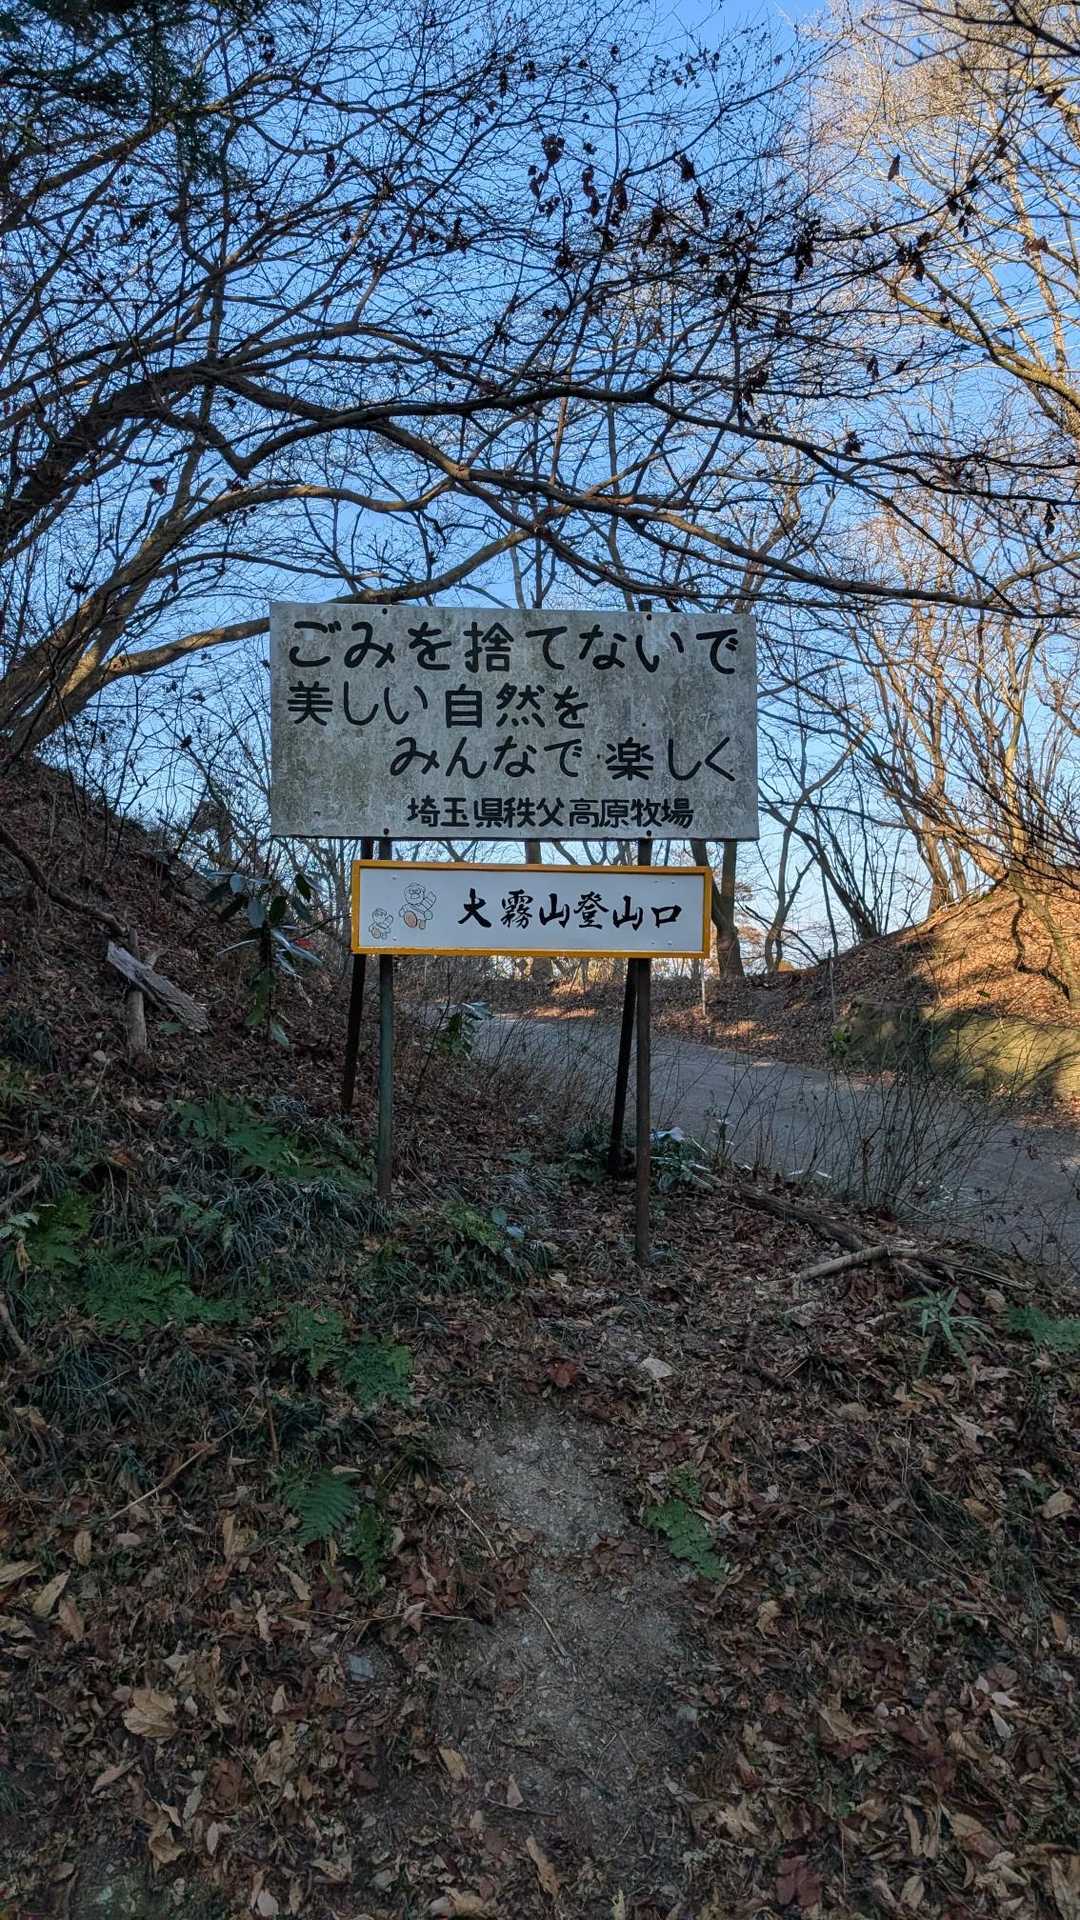 ごみを捨てないで
美しい自然を
みんなで楽しく
埼玉県秩父高原牧場
大霧山登山口